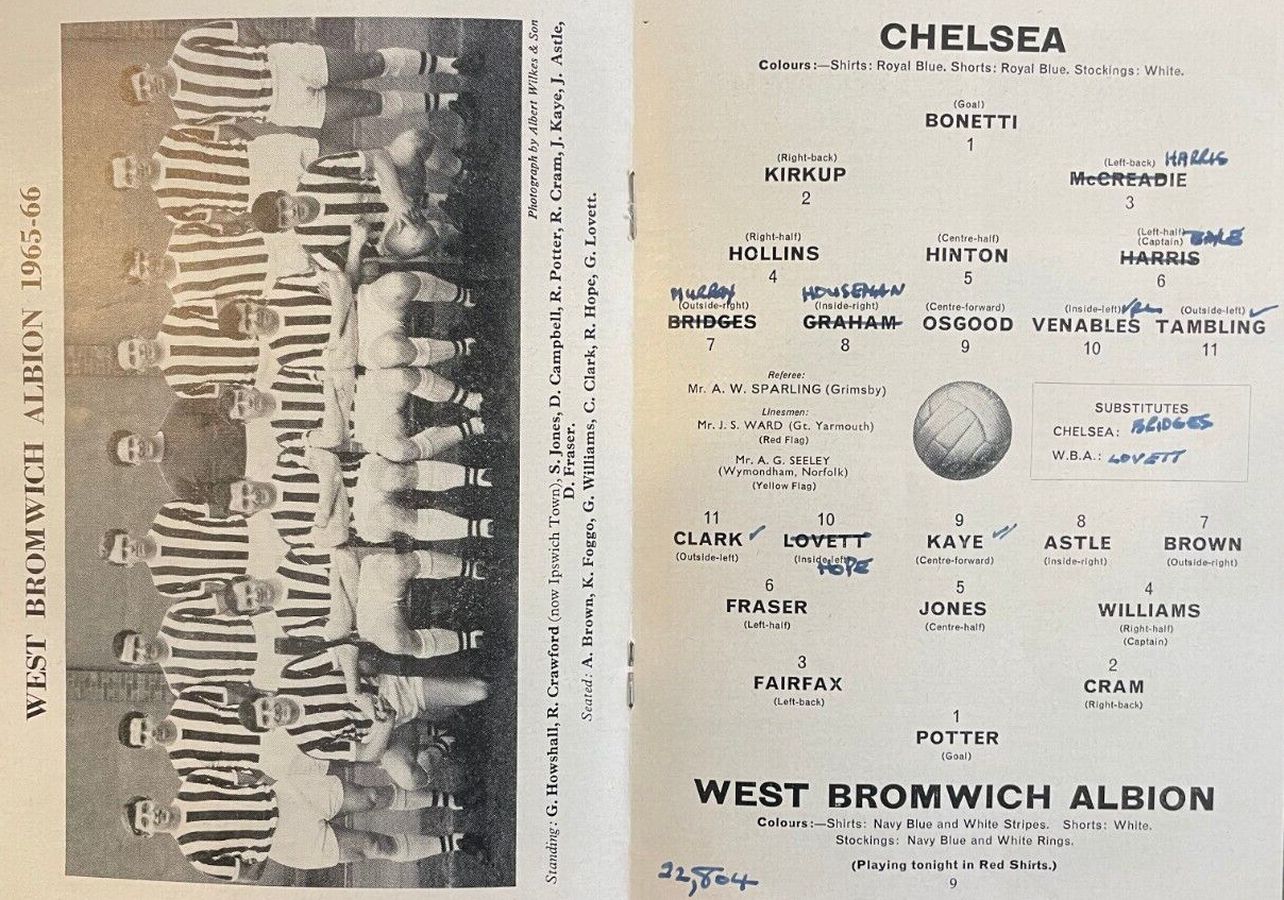 WEST BROMWICH ALBION 1965-66
Photograph by Albert Wilkes & Son
Standing: G. Howshall, R. Crawford (now Ipswich Town), S. Jones, D. Campbell, R. Potter, R. Cram, J. Kaye, J. Astle,
D. Fraser.
Seated: A. Brown, K. Foggo, G. Williams, C. Clark, R. Hope, G. Lovett.
CHELSEA
Colours:—Shirts: Royal Blue. Shorts: Royal Blue. Stockings: White.
(Goal)
BONETTI
1
(Right-back) (Left-back) HARRIS
KIRKUP McCREADIE
2 3
(Right-half) (Centre-half) (Left-half)
(Captain)
HOLLINS HINTON HARRIS
4 5 6
MURRAY HOUSEMAN
(Outside-right) (Inside-right) (Centre-forward) (Inside-left) (Outside-left)
BRIDGES GRAHAM OSGOOD VENABLES TAMBLING
7 8 9 10 11
Referee:
Mr. A. W. SPARLING (Grimsby)
Linesmen:
Mr. J. S. WARD (Gt. Yarmouth)
(Red Flag)
Mr. A. G. SEELEY
(Wymondham, Norfolk)
(Yellow Flag)
SUBSTITUTES
CHELSEA: BRIDGES
W.B.A.: LOVETT
11 10 9 8 7
CLARK LOVETT KAYE ASTLE BROWN
(Outside-left) (Inside-left) (Centre-forward) (Inside-right) (Outside-right)
HOPE
6 5 4
FRASER JONES WILLIAMS
(Left-half) (Centre-half) (Right-half)
(Captain)
3 2
FAIRFAX CRAM
(Left-back) (Right-back)
1
POTTER
(Goal)
WEST BROMWICH ALBION
Colours:—Shirts: Navy Blue and White Stripes. Shorts: White.
Stockings: Navy Blue and White Rings.
(Playing tonight in Red Shirts.)
22,804
9